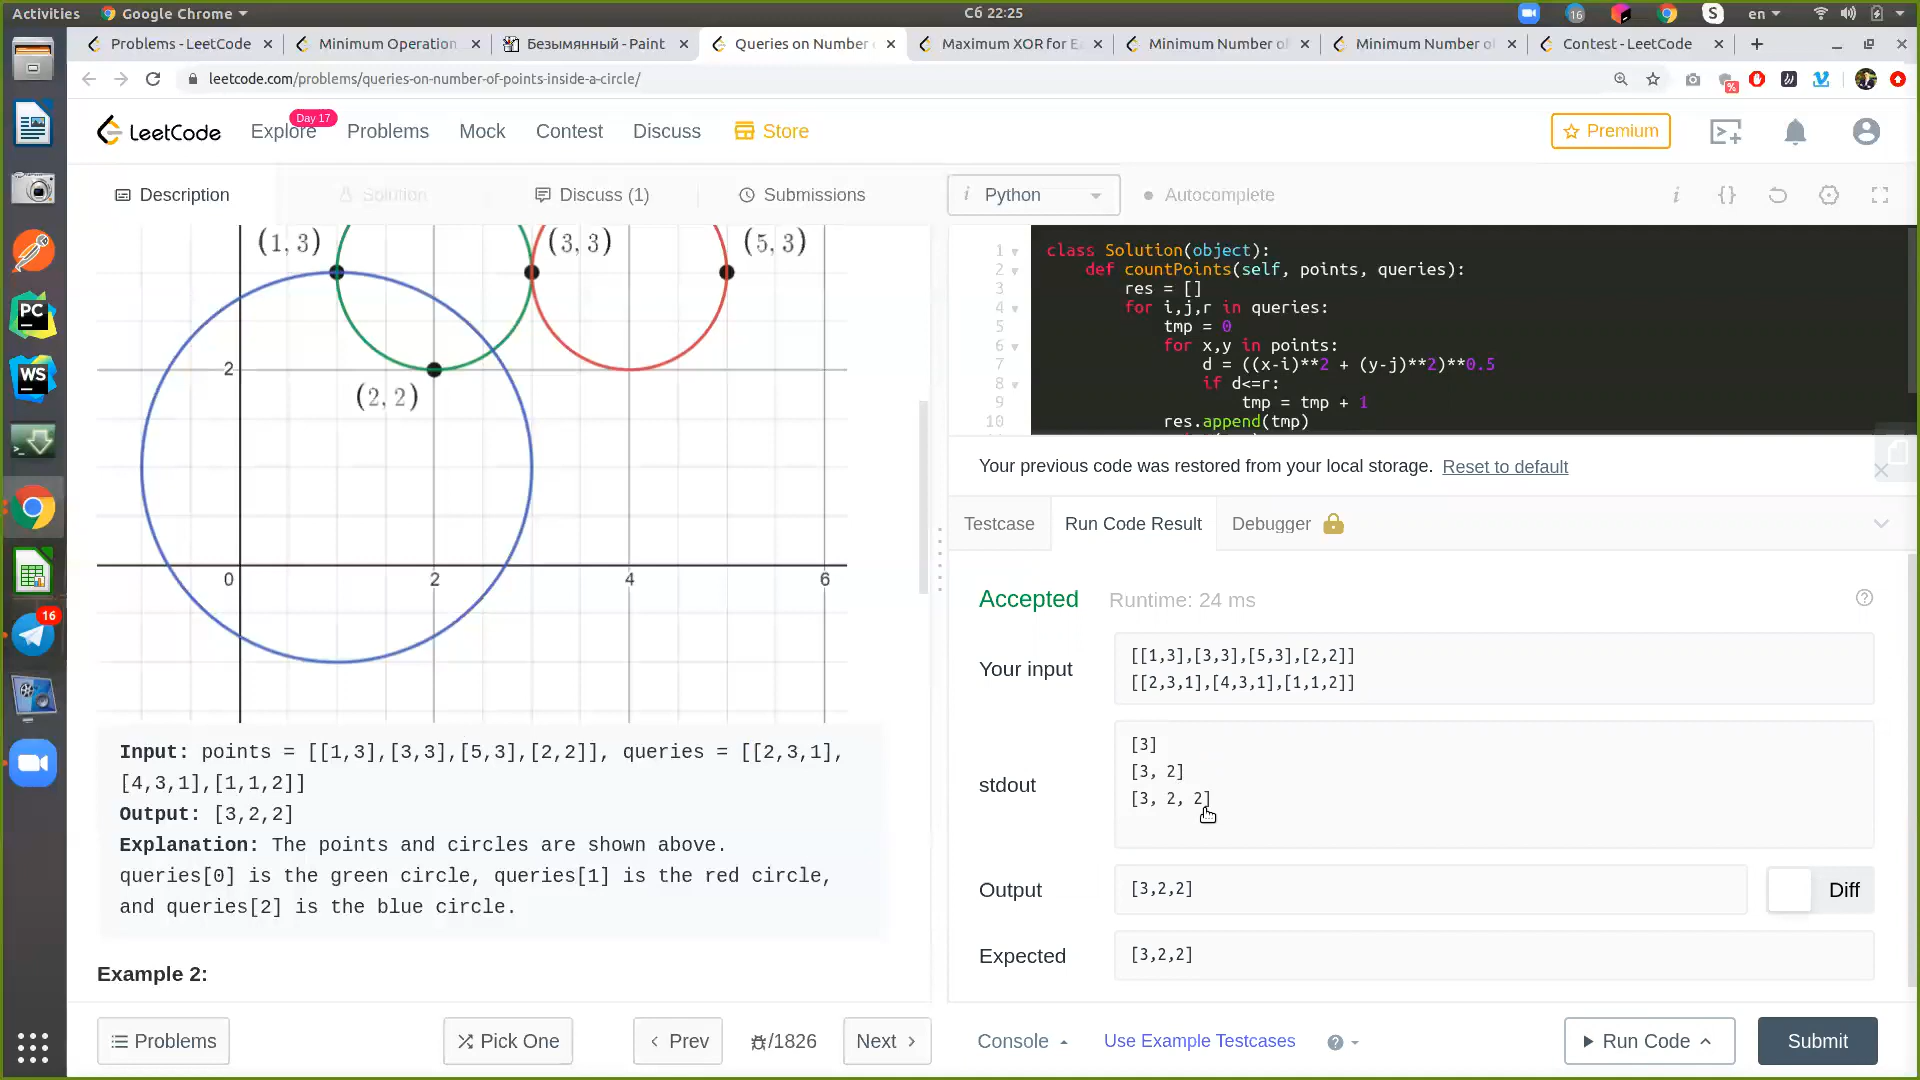 Activities
Google Chrome
Сб 22:25
16
S
en
Problems - LeetCode
Minimum Operation
Безымянный - Paint
Queries on Number
Maximum XOR for E
Minimum Number of
Minimum Number of
Contest - LeetCode
leetcode.com/problems/queries-on-number-of-points-inside-a-circle/
LeetCode
Explore
Day 17
Problems
Mock
Contest
Discuss
Store
Premium
Description
Solution
Discuss (1)
Submissions
(1, 3)
(3, 3)
(5, 3)
2
(2, 2)
0
2
4
6
Input: points = [[1,3],[3,3],[5,3],[2,2]], queries = [[2,3,1],
[4,3,1],[1,1,2]]
Output: [3,2,2]
Explanation: The points and circles are shown above.
queries[0] is the green circle, queries[1] is the red circle,
and queries[2] is the blue circle.
Example 2:
Problems
Pick One
Prev
/1826
Next
i Python
Autocomplete
1 class Solution(object):
2 def countPoints(self, points, queries):
3 res = []
4 for i,j,r in queries:
5 tmp = 0
6 for x,y in points:
7 d = ((x-i)**2 + (y-j)**2)**0.5
8 if d<=r:
9 tmp = tmp + 1
10 res.append(tmp)
Your previous code was restored from your local storage. Reset to default
Testcase
Run Code Result
Debugger
Accepted
Runtime: 24 ms
Your input
[[1,3],[3,3],[5,3],[2,2]]
[[2,3,1],[4,3,1],[1,1,2]]
stdout
[3]
[3, 2]
[3, 2, 2]
Output
[3,2,2]
Diff
Expected
[3,2,2]
Console
Use Example Testcases
Run Code
Submit
PC
WS
16